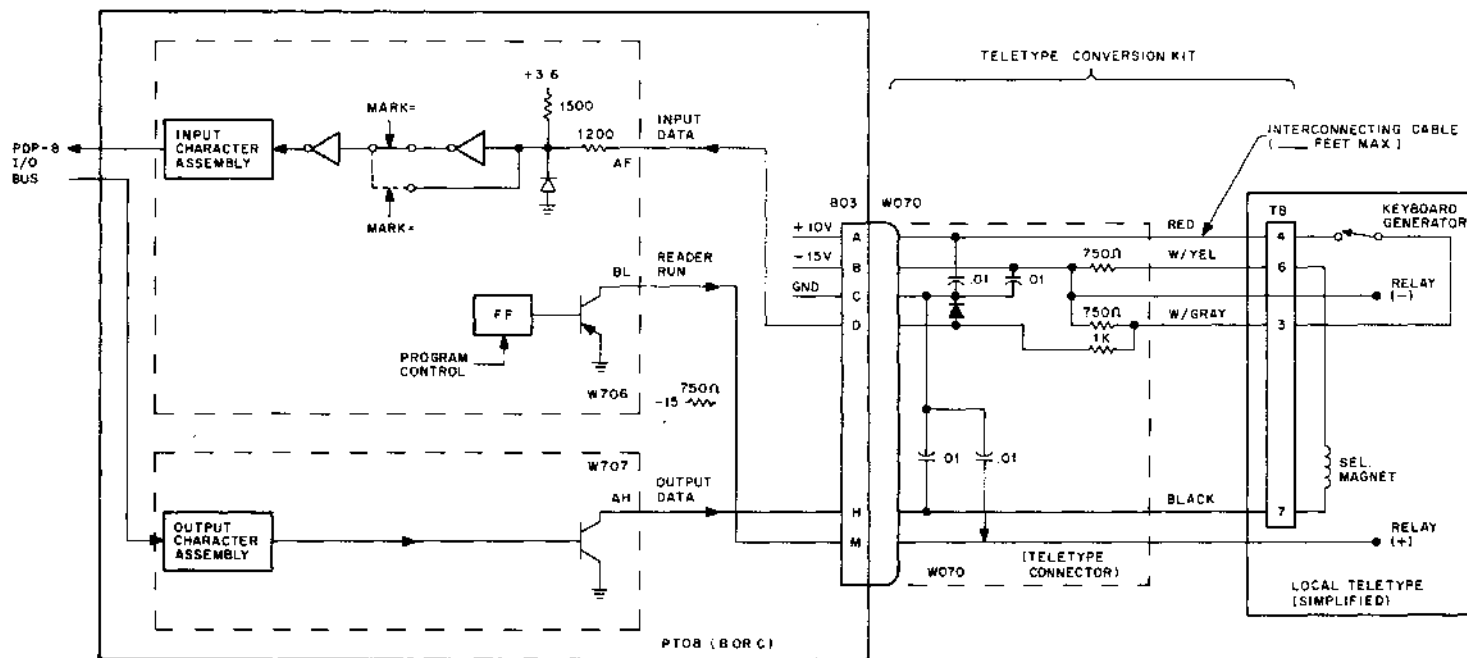 TELETYPE CONVERSION KIT
+3.6
1500
MARK=
1200
INPUT
DATA
AF
INTERCONNECTING CABLE
( ___ FEET MAX )
PDP-8
I/O
BUS
INPUT
CHARACTER
ASSEMBLY
MARK=
803
W070
T8
KEYBOARD
GENERATOR
+10V
A
RED
4
-15V
B
750Ω
W/YEL
6
GND
C
.01
.01
RELAY
(-)
D
750Ω
W/GRAY
3
1K
BL
READER
RUN
FF
PROGRAM
CONTROL
W706
750Ω
-15
W707
.01
.01
SEL.
MAGNET
AH
OUTPUT
DATA
H
BLACK
7
OUTPUT
CHARACTER
ASSEMBLY
M
RELAY
(+)
W070
(TELETYPE
CONNECTOR)
LOCAL TELETYPE
(SIMPLIFIED)
PT08 (B OR C)